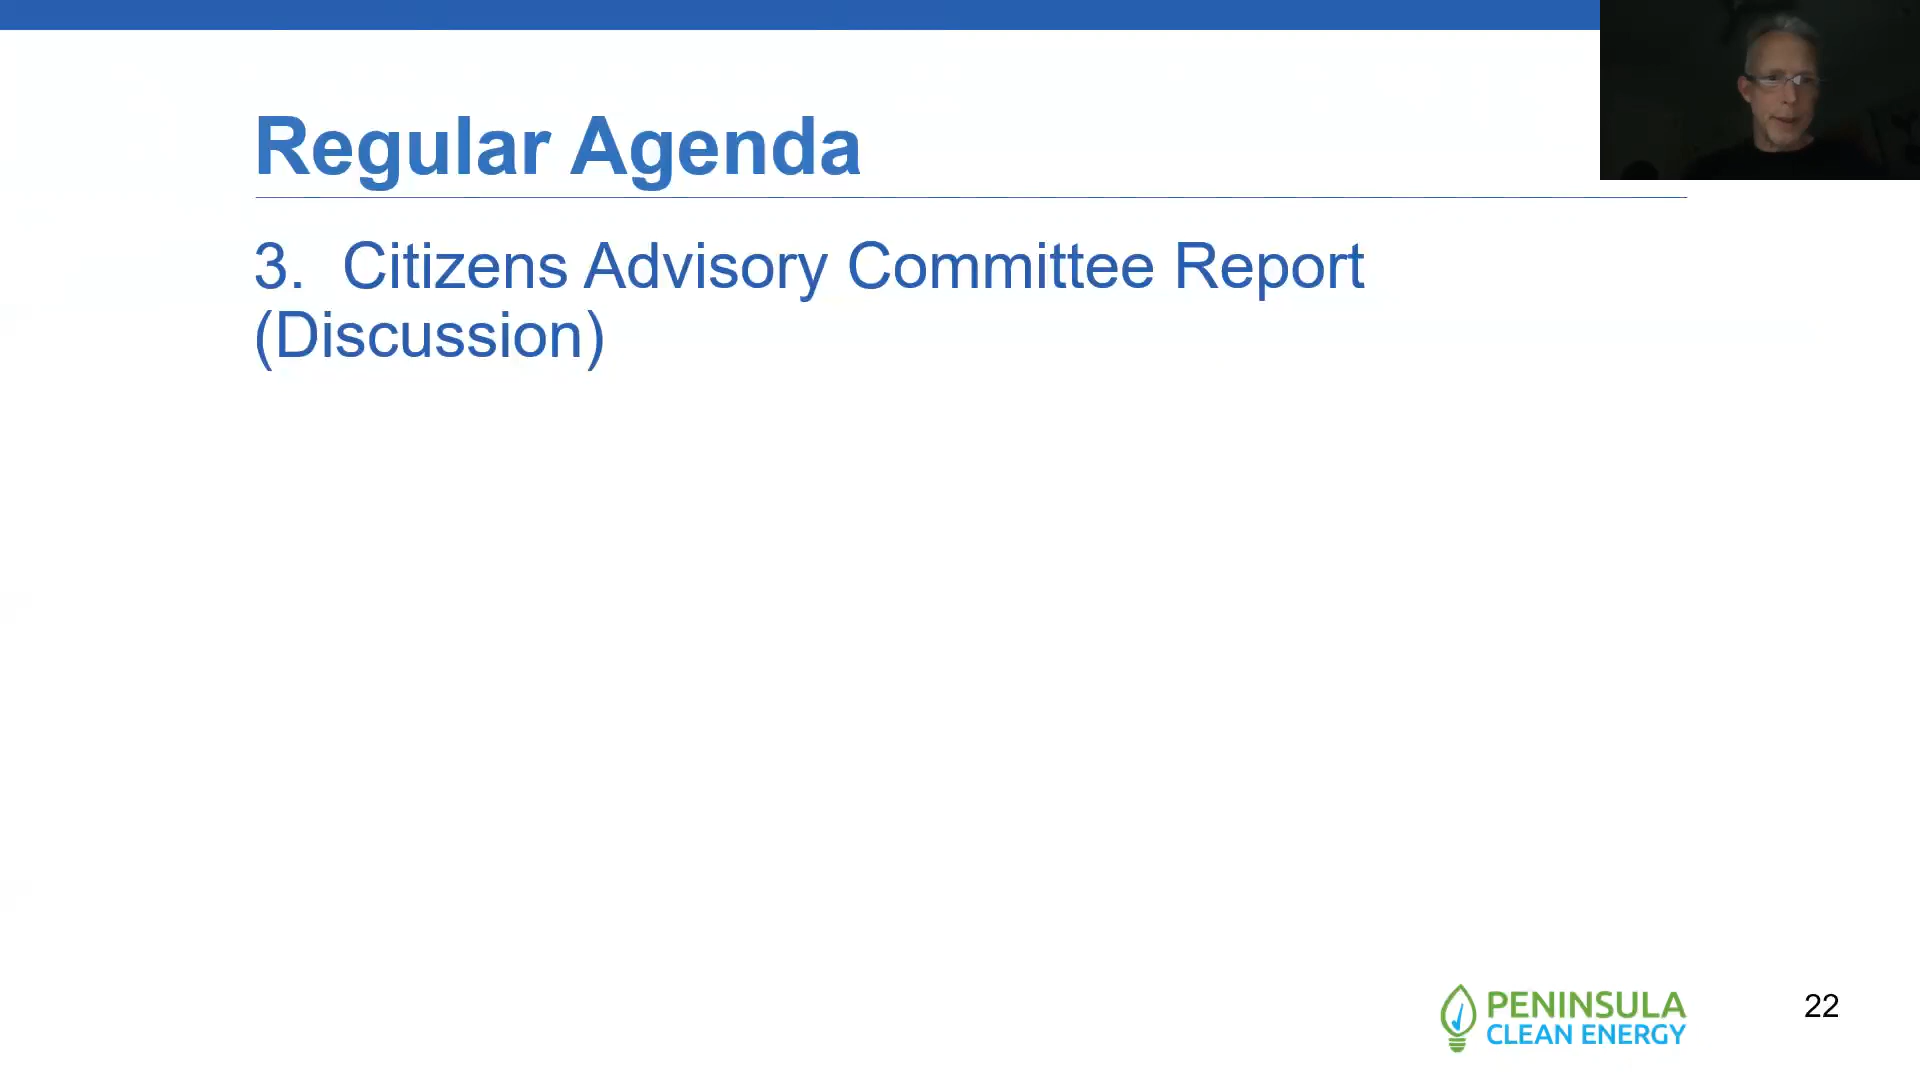 Regular Agenda
3. Citizens Advisory Committee Report
(Discussion)
PENINSULA
CLEAN ENERGY
22